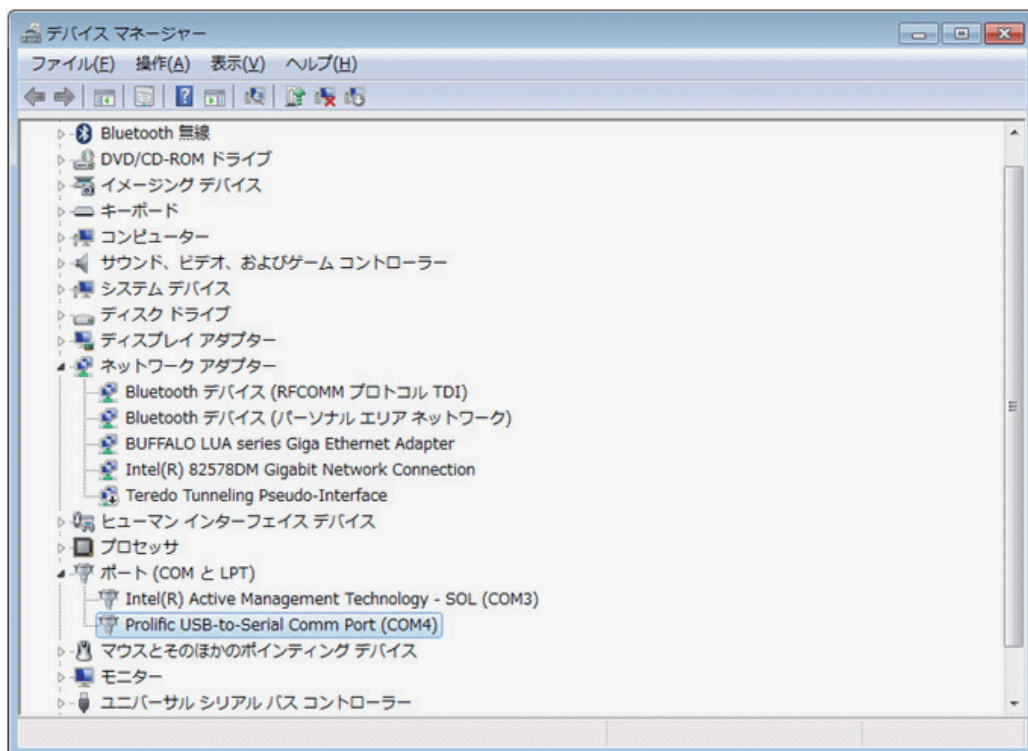 デバイス マネージャー
ファイル(F) 操作(A) 表示(V) ヘルプ(H)
Bluetooth 無線
DVD/CD-ROM ドライブ
イメージング デバイス
キーボード
コンピューター
サウンド、ビデオ、およびゲーム コントローラー
システム デバイス
ディスク ドライブ
ディスプレイ アダプター
ネットワーク アダプター
Bluetooth デバイス (RFCOMM プロトコル TDI)
Bluetooth デバイス (パーソナル エリア ネットワーク)
BUFFALO LUA series Giga Ethernet Adapter
Intel(R) 82578DM Gigabit Network Connection
Teredo Tunneling Pseudo-Interface
ヒューマン インターフェイス デバイス
プロセッサ
ポート (COM と LPT)
Intel(R) Active Management Technology - SOL (COM3)
Prolific USB-to-Serial Comm Port (COM4)
マウスとそのほかのポインティング デバイス
モニター
ユニバーサル シリアル バス コントローラー